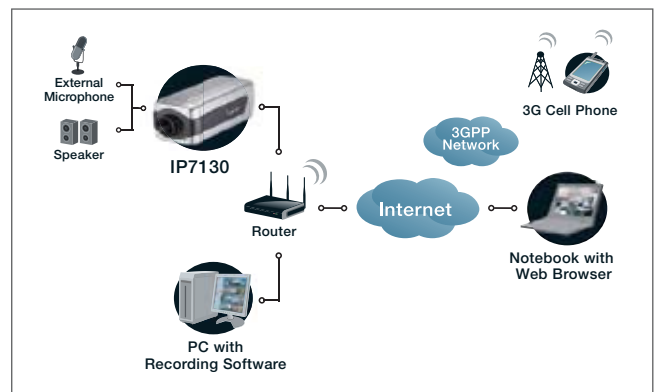 External
Microphone
Speaker
IP7130
3G Cell Phone
3GPP
Network
Router
Internet
Notebook with
Web Browser
PC with
Recording Software